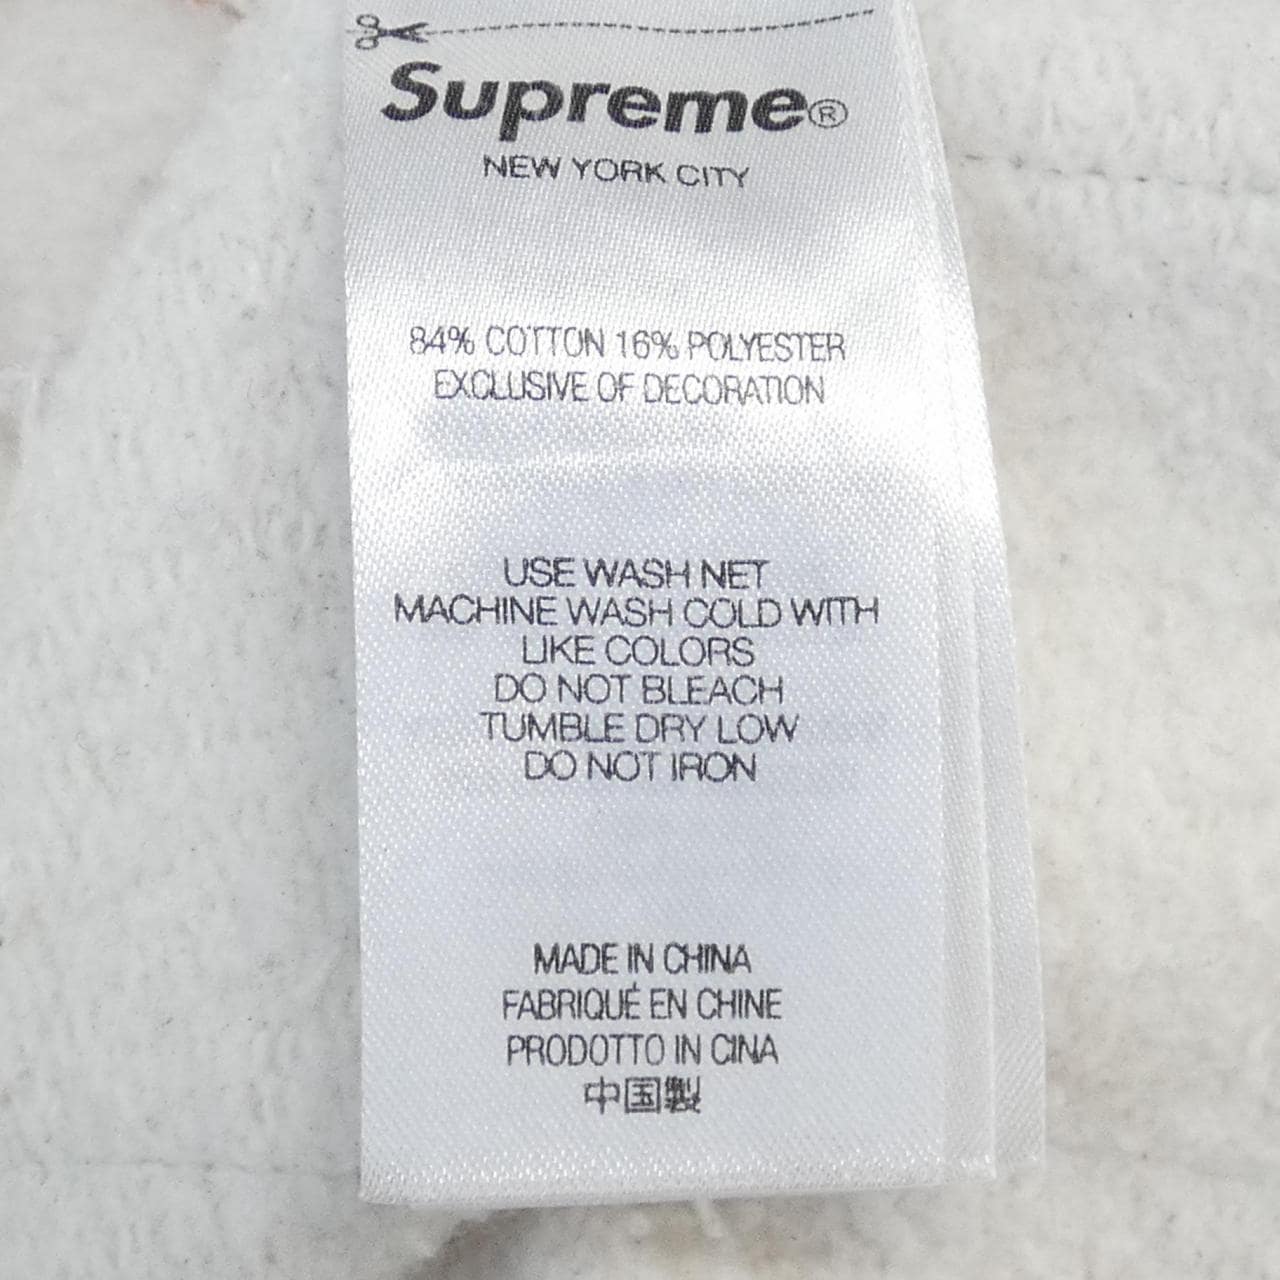 Supreme®
NEW YORK CITY
84% COTTON 16% POLYESTER
EXCLUSIVE OF DECORATION
USE WASH NET
MACHINE WASH COLD WITH
LIKE COLORS
DO NOT BLEACH
TUMBLE DRY LOW
DO NOT IRON
MADE IN CHINA
FABRIQUÉ EN CHINE
PRODOTTO IN CINA
中国製